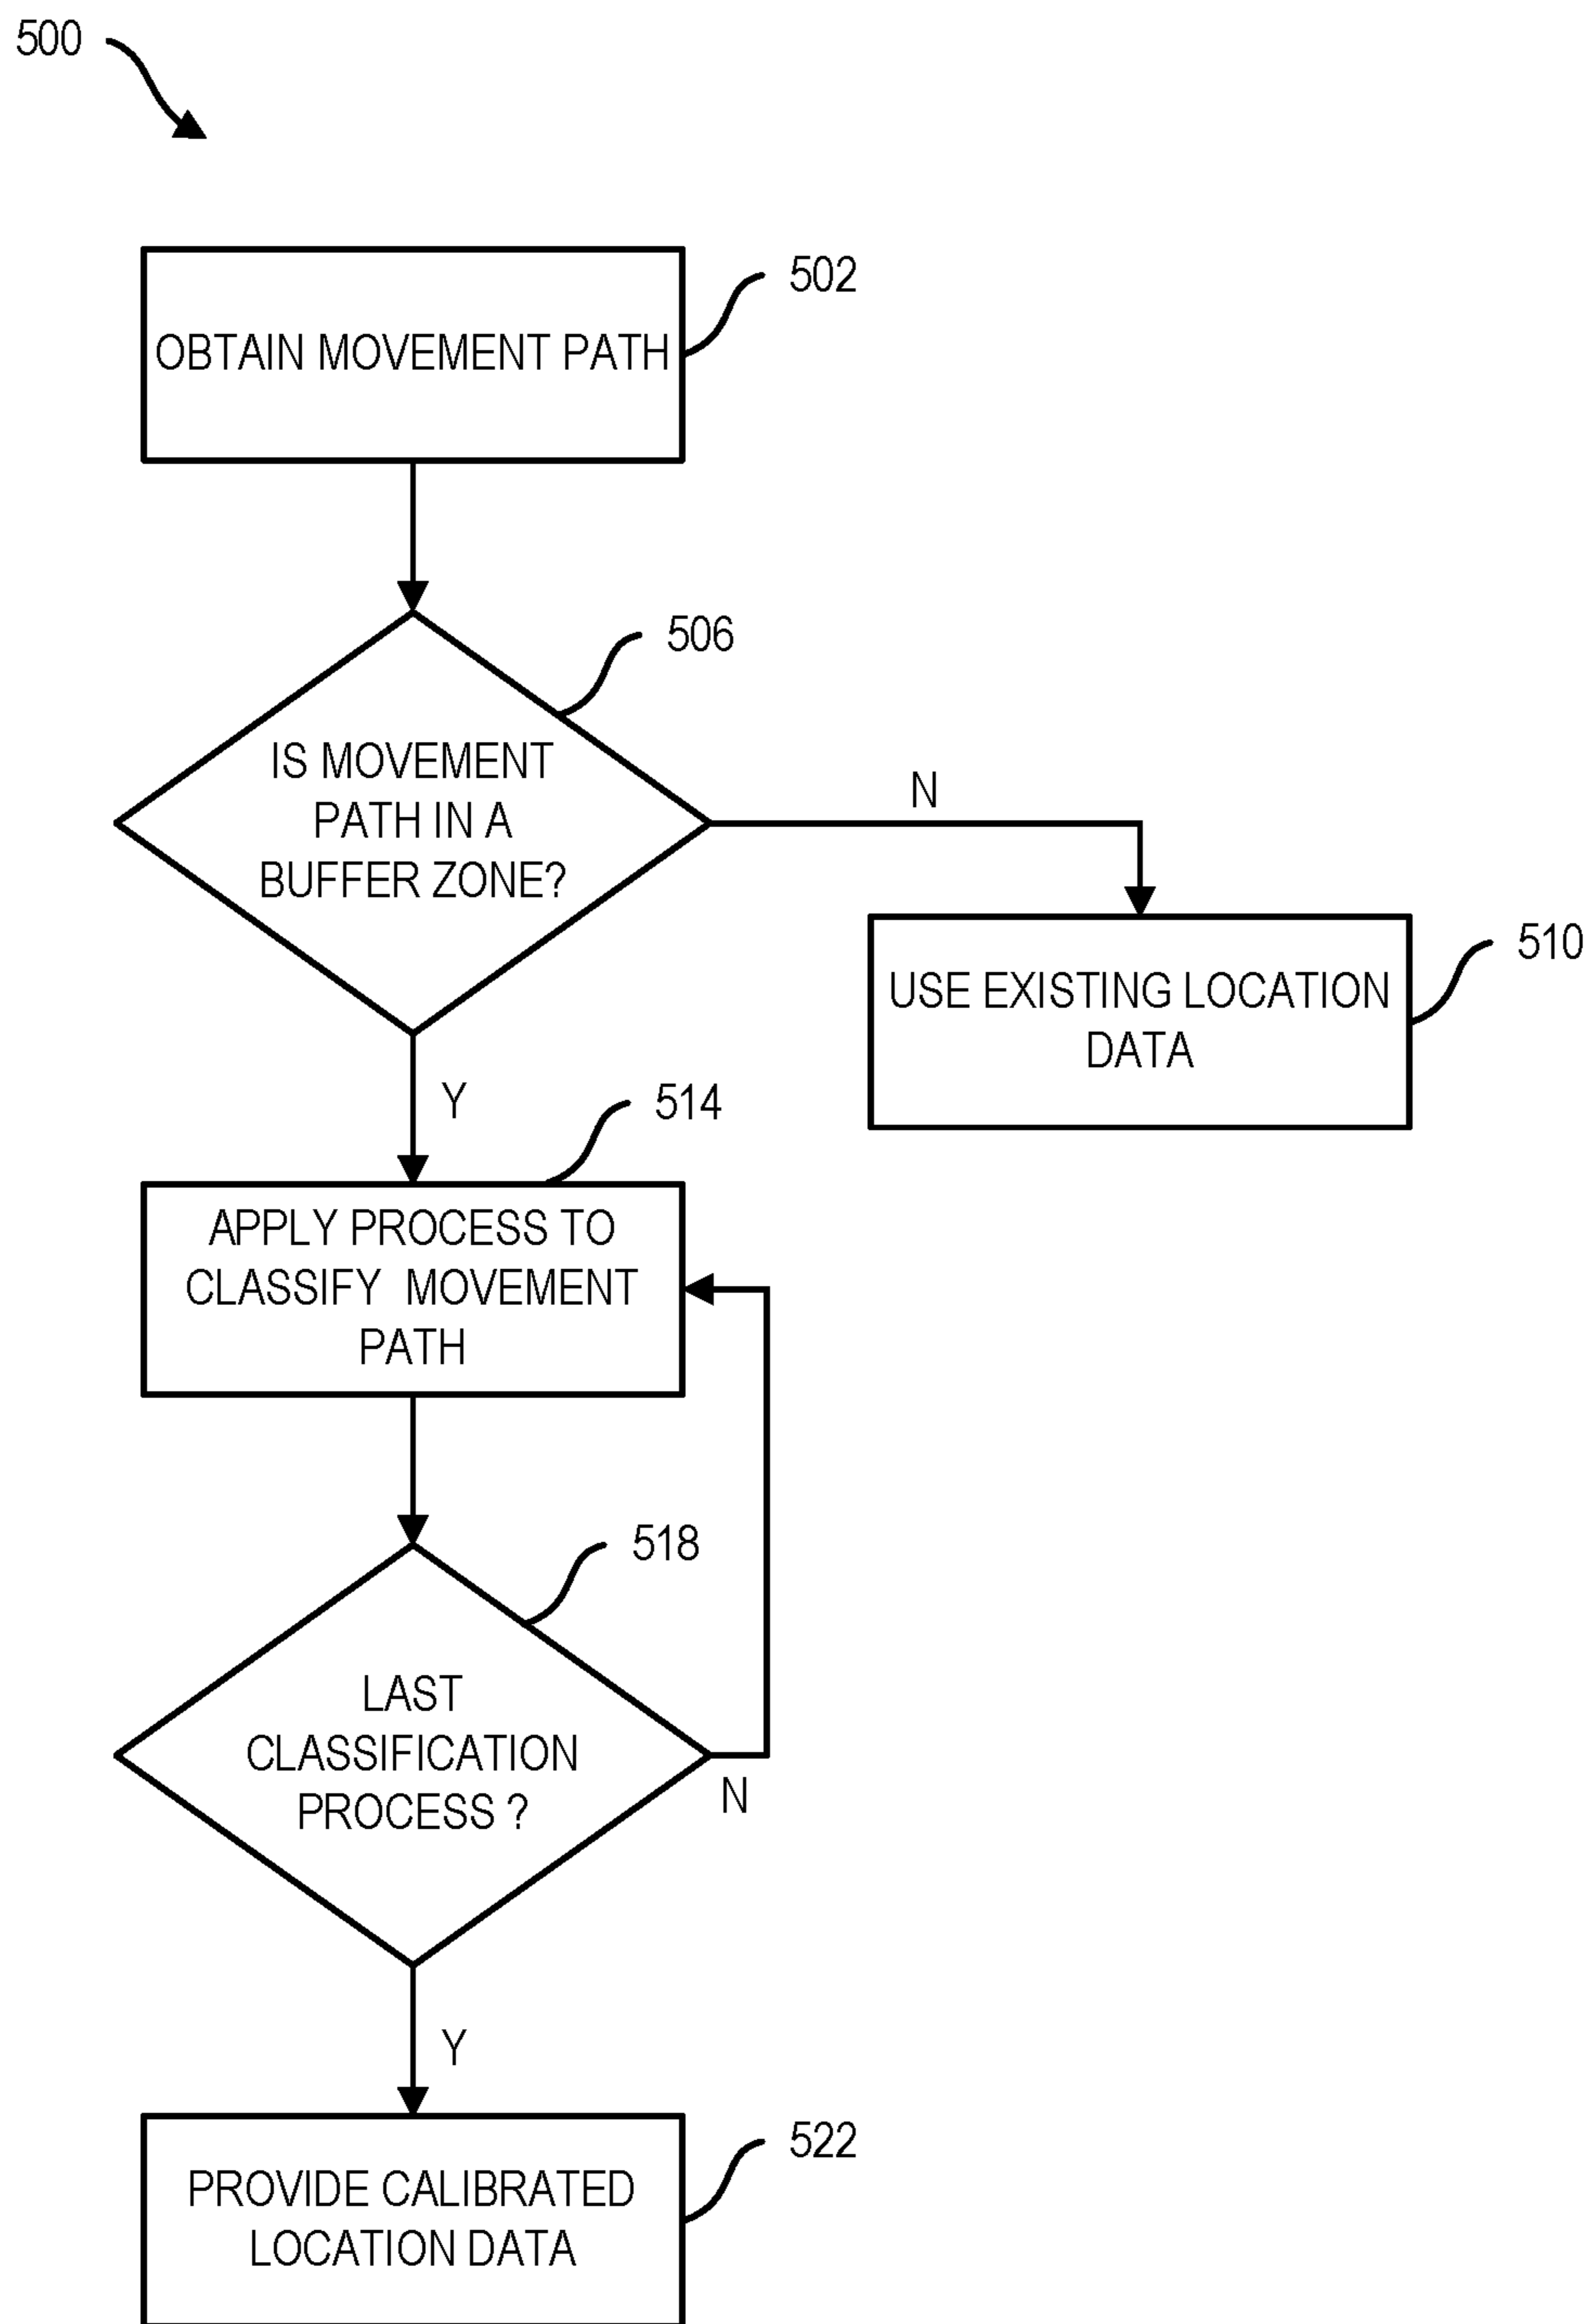 500
502
OBTAIN MOVEMENT PATH
506
IS MOVEMENT
PATH IN A
BUFFER ZONE?
N
510
USE EXISTING LOCATION
DATA
Y
514
APPLY PROCESS TO
CLASSIFY MOVEMENT
PATH
518
LAST
CLASSIFICATION
PROCESS ?
N
Y
522
PROVIDE CALIBRATED
LOCATION DATA